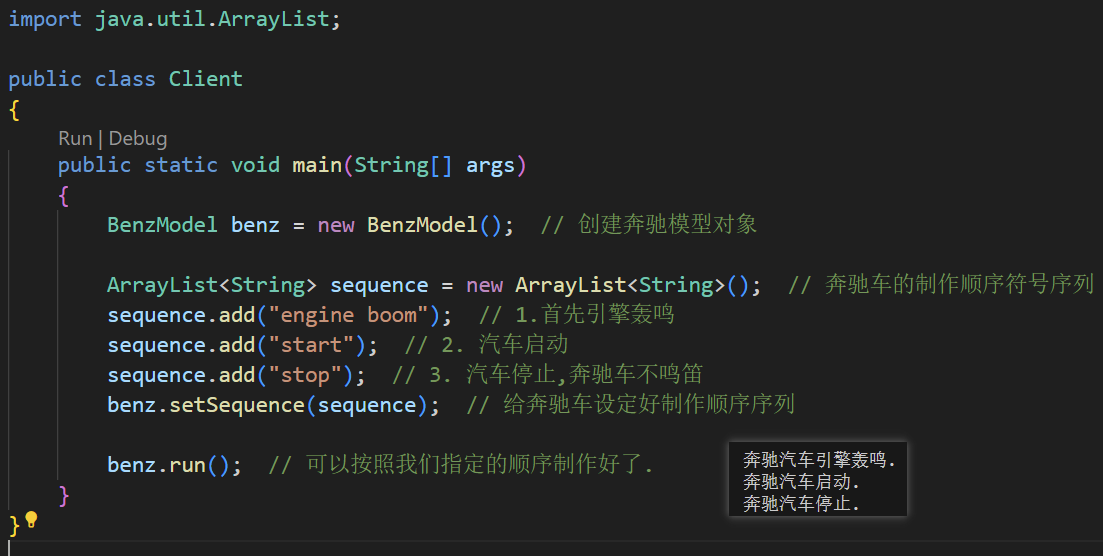 import java.util.ArrayList;
public class Client
{
Run | Debug
public static void main(String[] args)
{
BenzModel benz = new BenzModel();  // 创建奔驰模型对象
ArrayList<String> sequence = new ArrayList<String>();  // 奔驰车的制作顺序符号序列
sequence.add("engine boom");  // 1.首先引擎轰鸣
sequence.add("start");  // 2. 汽车启动
sequence.add("stop");  // 3. 汽车停止,奔驰车不鸣笛
benz.setSequence(sequence);  // 给奔驰车设定好制作顺序序列
benz.run();  // 可以按照我们指定的顺序制作好了.
}
}
奔驰汽车引擎轰鸣.
奔驰汽车启动.
奔驰汽车停止.